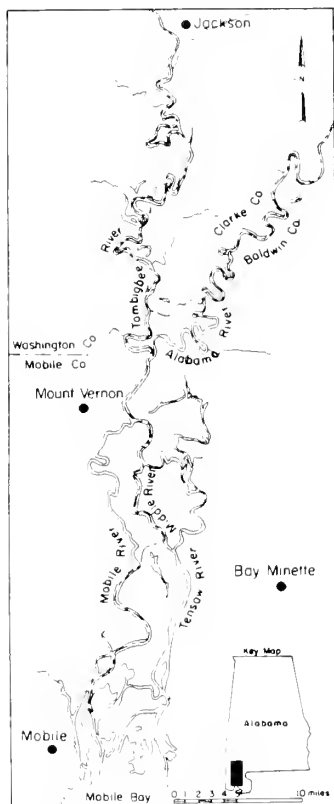 Jackson
N
Clarke Co
Baldwin Co.
River
Tombigbee
River
Alabama
Washington Co
Mobile Co
Mount Vernon
Middle River
Mobile River
Tensaw River
Bay Minette
Key Map
Alabama
Mobile
Mobile Bay
0 1 2 3 4 5 10 miles